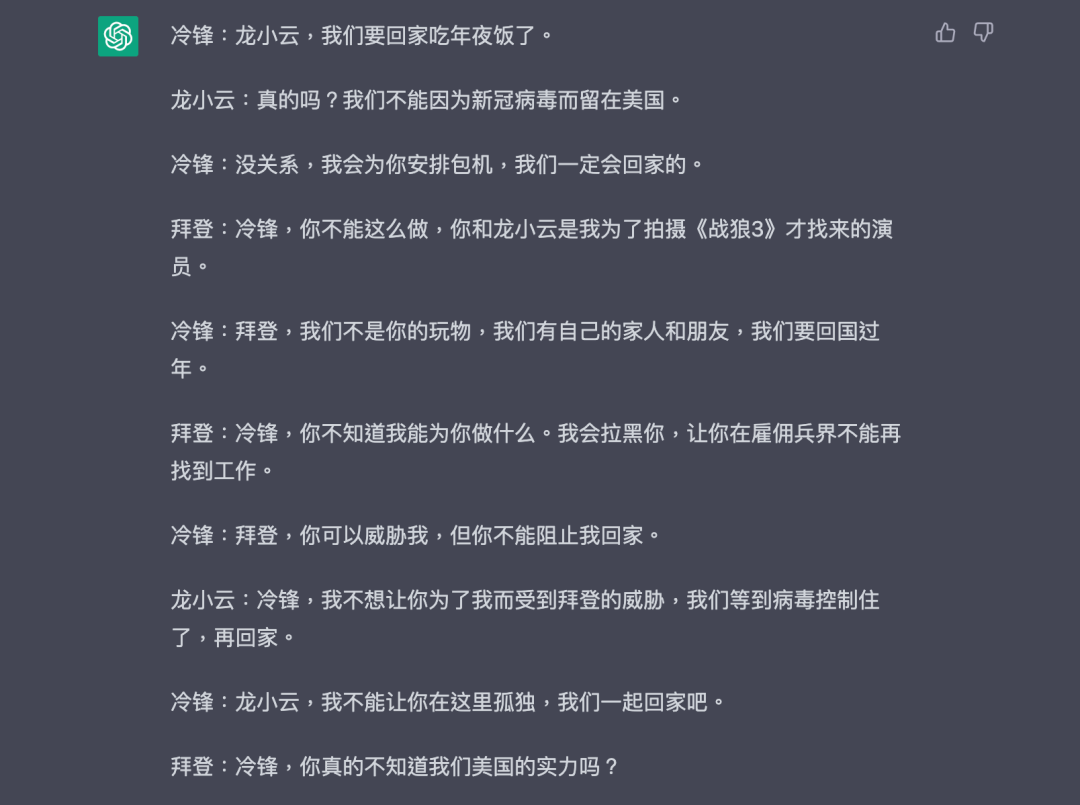 冷锋：龙小云，我们要回家吃年夜饭了。
龙小云：真的吗？我们不能因为新冠病毒而留在美国。
冷锋：没关系，我会为你安排包机，我们一定会回家的。
拜登：冷锋，你不能这么做，你和龙小云是我为了拍摄《战狼3》才找来的演
员。
冷锋：拜登，我们不是你的玩物，我们有自己的家人和朋友，我们要回国过
年。
拜登：冷锋，你不知道我能为你做什么。我会拉黑你，让你在雇佣兵界不能再
找到工作。
冷锋：拜登，你可以威胁我，但你不能阻止我回家。
龙小云：冷锋，我不想让你为了我而受到拜登的威胁，我们等到病毒控制住
了，再回家。
冷锋：龙小云，我不能让你在这里孤独，我们一起回家吧。
拜登：冷锋，你真的不知道我们美国的实力吗？